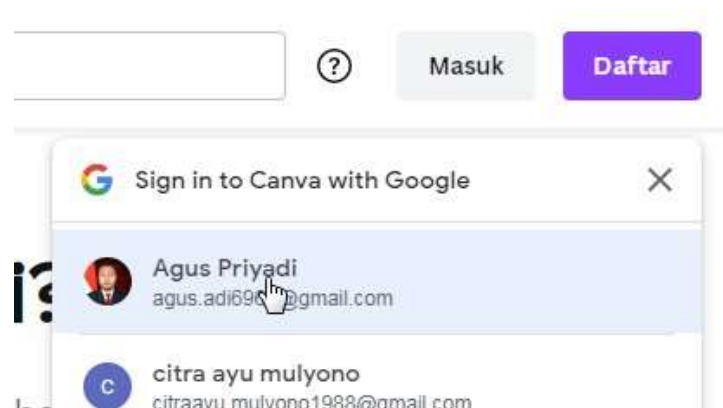 ?
Masuk
Daftar
Sign in to Canva with Google
i?
Agus Priyadi
C
citra ayu mulyono
citraayu.mulyono1988@gmail.com